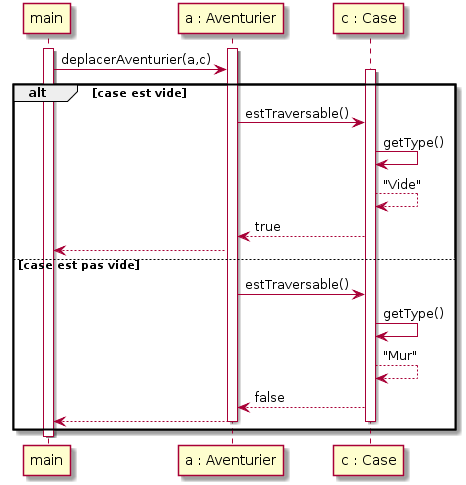 main
a : Aventurier
c : Case
deplacerAventurier(a,c)
alt
[case est vide]
estTraversable()
getType()
"Vide"
true
[case est pas vide]
estTraversable()
getType()
"Mur"
false
main
a : Aventurier
c : Case